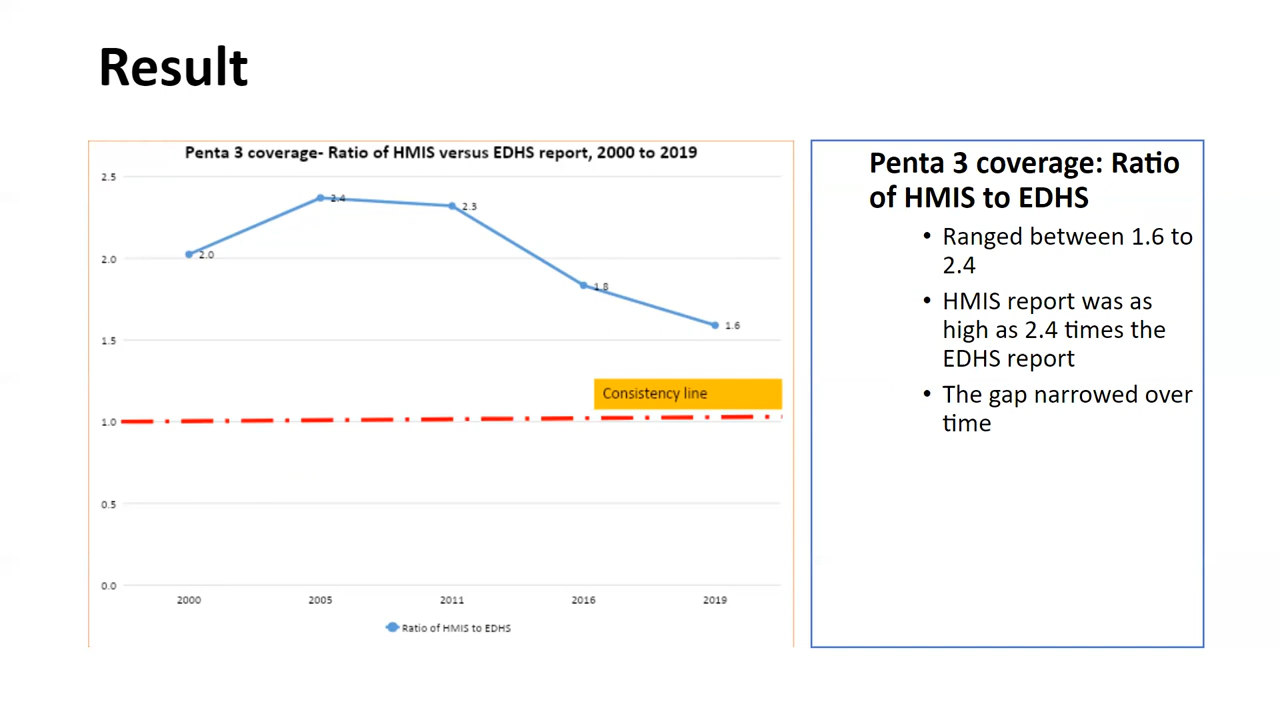 Result
Penta 3 coverage- Ratio of HMIS versus EDHS report, 2000 to 2019
2.5
2.0
1.5
1.0
0.5
0.0
2.0
2.4
2.3
1.8
1.6
Consistency line
2000
2005
2011
2016
2019
Ratio of HMIS to EDHS
Penta 3 coverage: Ratio
of HMIS to EDHS
• Ranged between 1.6 to
2.4
• HMIS report was as
high as 2.4 times the
EDHS report
• The gap narrowed over
time